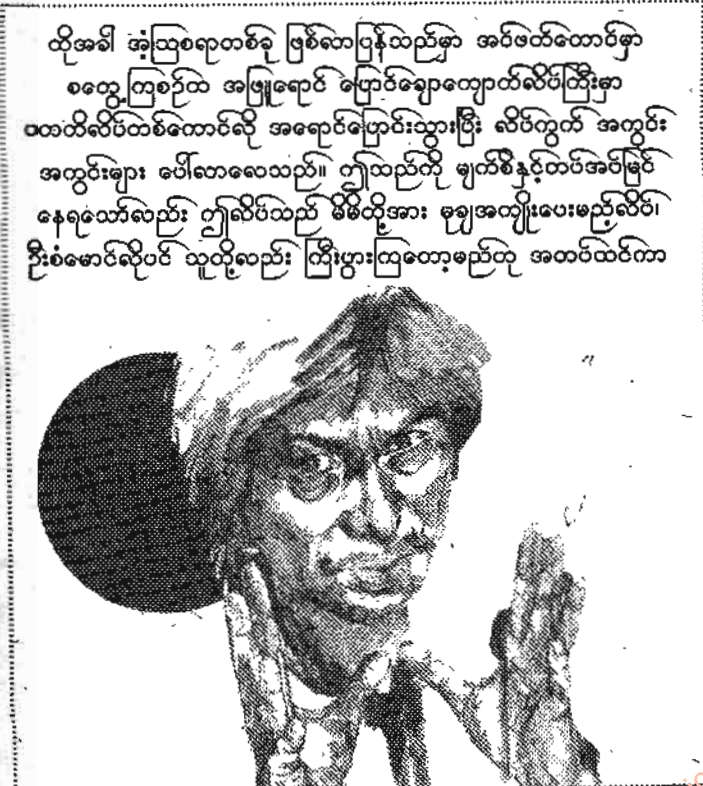 ထိုအခါ အံ့ဩစရာတစ်ခု ဖြစ်လာပြန်သည်မှာ အင်ဖတ်ထောင်မှာ
စတွေ့ကြစဉ်က အဖြူရောင် ပြောင်ချောကျောက်လိပ်ကြီးမှာ
ပကတိလိပ်တစ်ကောင်လို အရောင်ပြောင်းသွားပြီး လိပ်ကွက် အကွင်း
အကွင်းများ ပေါ်လာလေသည်။ ဤသည်ကို မျက်စိနှင့်တပ်အပ်မြင်
နေရသော်လည်း ဤလိပ်သည် မိမိတို့အား မုချအကျိုးပေးမည့်လိပ်၊
ဦးစံမောင်လိုပင် သူတို့လည်း ကြီးပွားကြတော့မည်ဟု အတပ်ထင်ကာ